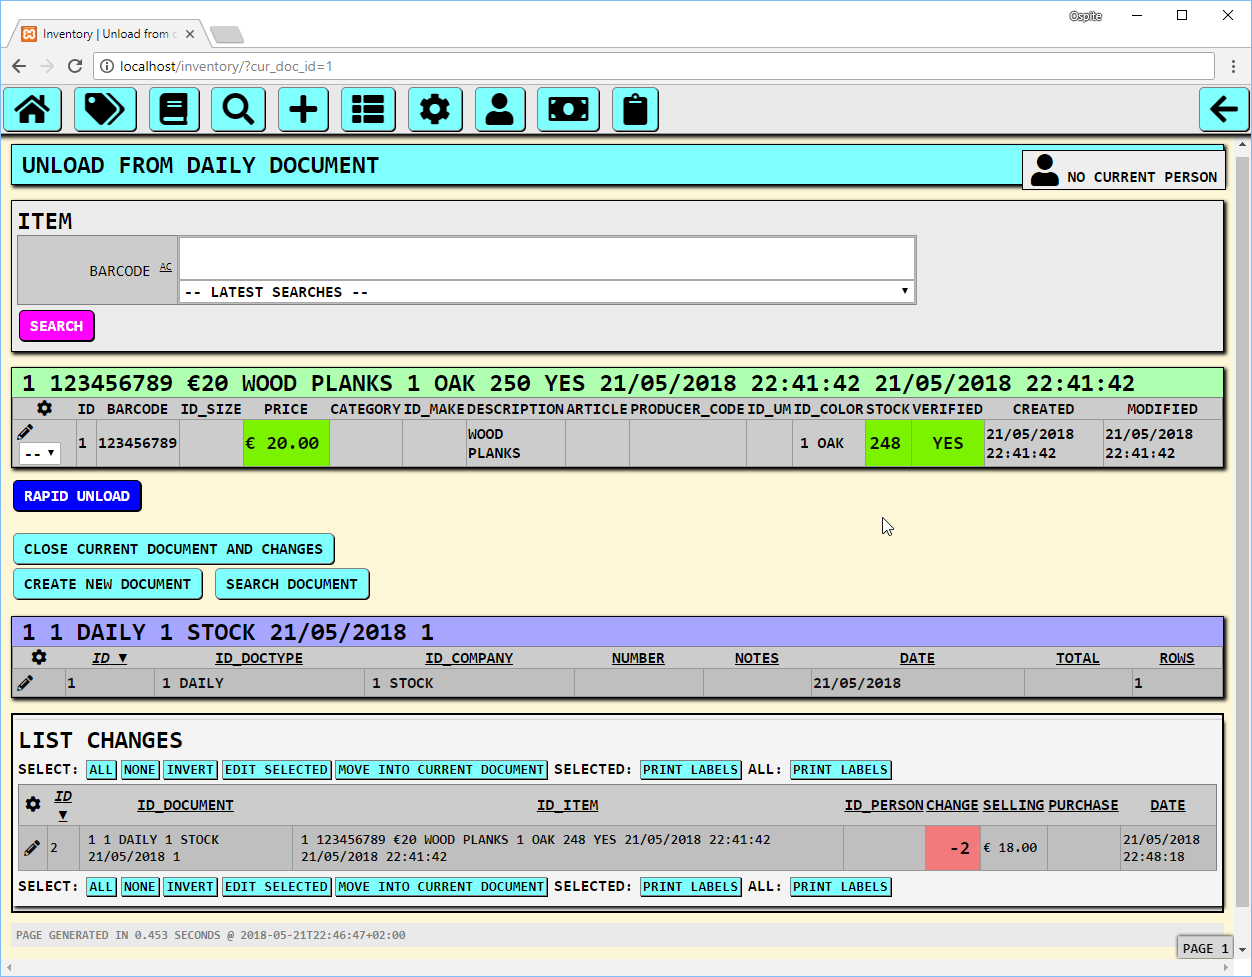 Ospite
Inventory | Unload from
localhost/inventory/?cur_doc_id=1
UNLOAD FROM DAILY DOCUMENT
NO CURRENT PERSON
ITEM
BARCODE AC
-- LATEST SEARCHES --
SEARCH
1 123456789 €20 WOOD PLANKS 1 OAK 250 YES 21/05/2018 22:41:42 21/05/2018 22:41:42
ID BARCODE ID_SIZE PRICE CATEGORY ID_MAKE DESCRIPTION ARTICLE PRODUCER_CODE ID_UM ID_COLOR STOCK VERIFIED CREATED MODIFIED
WOOD 21/05/2018 21/05/2018
1 123456789 € 20.00 1 OAK 248 YES
-- PLANKS 22:41:42 22:41:42
RAPID UNLOAD
CLOSE CURRENT DOCUMENT AND CHANGES
CREATE NEW DOCUMENT SEARCH DOCUMENT
1 1 DAILY 1 STOCK 21/05/2018 1
ID ▼ ID_DOCTYPE ID_COMPANY NUMBER NOTES DATE TOTAL ROWS
1 1 DAILY 1 STOCK 21/05/2018 1
LIST CHANGES
SELECT: ALL NONE INVERT EDIT SELECTED MOVE INTO CURRENT DOCUMENT SELECTED: PRINT LABELS ALL: PRINT LABELS
ID ▼ ID_DOCUMENT ID_ITEM ID_PERSON CHANGE SELLING PURCHASE DATE
1 1 DAILY 1 STOCK 1 123456789 €20 WOOD PLANKS 1 OAK 248 YES 21/05/2018 22:41:42 21/05/2018
2 -2 € 18.00
21/05/2018 1 21/05/2018 22:41:42 22:48:18
SELECT: ALL NONE INVERT EDIT SELECTED MOVE INTO CURRENT DOCUMENT SELECTED: PRINT LABELS ALL: PRINT LABELS
PAGE GENERATED IN 0.453 SECONDS @ 2018-05-21T22:46:47+02:00
PAGE 1